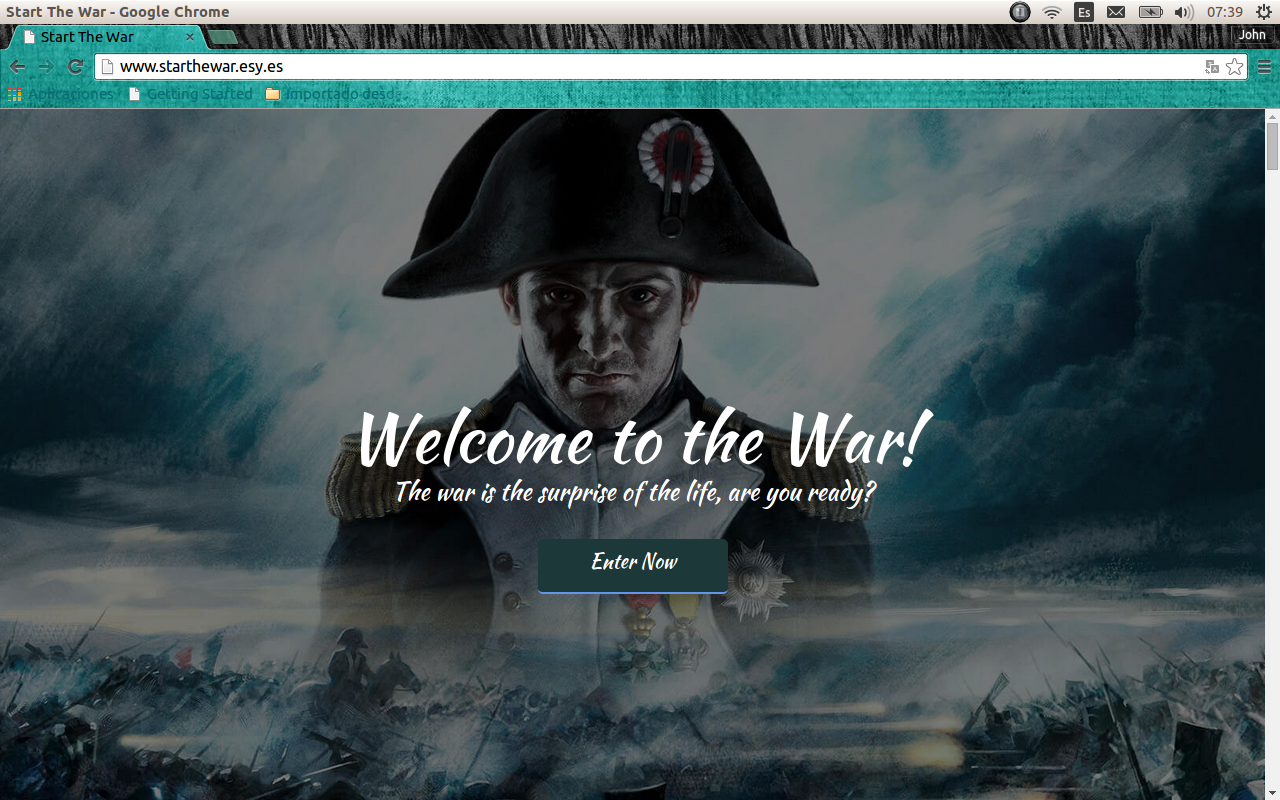 Start The War - Google Chrome
Es
07:39
Start The War
John
www.starthewar.esy.es
Aplicaciones
Getting Started
Importado desd
Welcome to the War!
The war is the surprise of the life, are you ready?
Enter Now